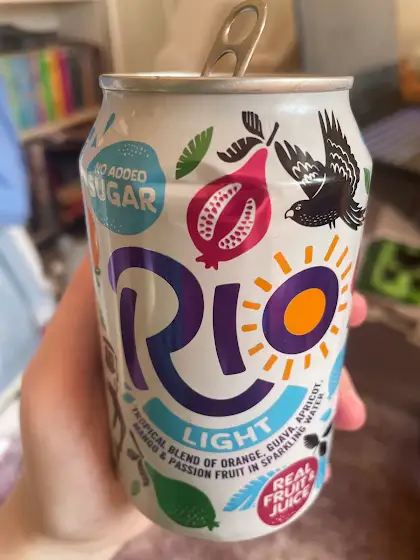 NO ADDED
SUGAR
RIO
LIGHT
TROPICAL BLEND OF ORANGE, GUAVA, APRICOT,
MANGO & PASSION FRUIT IN SPARKLING WATER
REAL
FRUIT
JUICE